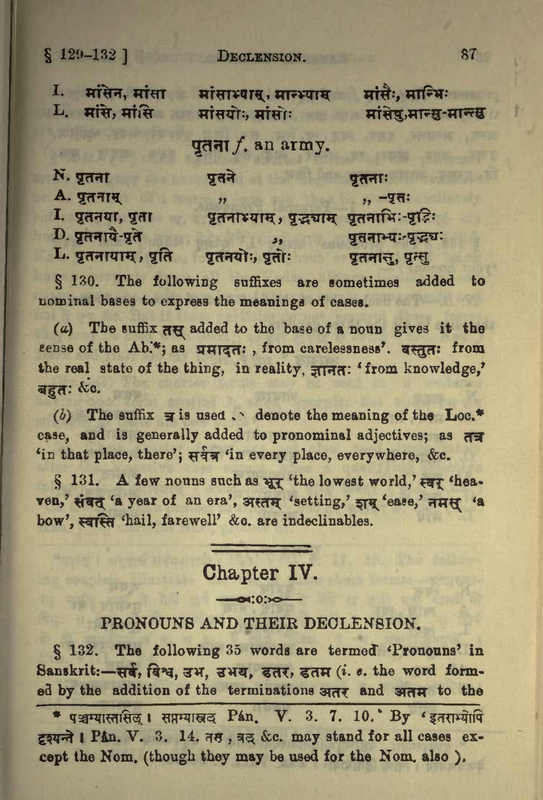 § 129-132 ] DECLENSION. 87
I. मांसेन, मांसा मांसाभ्याम्, मान्भ्याम् मांसैः, मान्भिः
L. मांसे, मांसि मांसयोः, मांसोः मांसेषु, मान्सु-मान्त्सु
पृतना f. an army.
N. पृतना पृतने पृतनाः
A. पृतनाम् ,, ,, -पृतः
I. पृतनया, पृता पृतनाभ्याम्, पृद्भ्याम् पृतनाभिः-पृद्भिः
D. पृतनायै-पृते ,, पृतनाभ्यः-पृद्भ्यः
L. पृतनायाम्, पृति पृतनयोः, पृतोः पृतनासु, पृत्सु
§ 130. The following suffixes are sometimes added to
nominal bases to express the meanings of cases.
(a) The suffix तस् added to the base of a noun gives it the
sense of the Ab.*; as प्रमादतः , from carelessness’. वस्तुतः from
the real state of the thing, in reality, ज्ञानतः ‘from knowledge,’
बहुतः &c.
(b) The suffix त्र is used denote the meaning of the Loc.*
case, and is generally added to pronominal adjectives; as तत्र
‘in that place, there’; सर्वत्र ‘in every place, everywhere, &c.
§ 131. A few nouns such as भूर् ‘the lowest world,’ स्वर् ‘hea-
ven,’ संवत् ‘a year of an era’, अस्तम् ‘setting,’ शम् ‘ease,’ नमस् ‘a
bow’, स्वस्ति ‘hail, farewell’ &c. are indeclinables.
Chapter IV.
PRONOUNS AND THEIR DECLENSION.
§ 132. The following 35 words are termed ‘Pronouns’ in
Sanskrit:—सर्व, विश्व, उभ, उभय, डतर, डतम (i. e. the word form-
ed by the addition of the terminations अतर and अतम to the
* पञ्चम्यास्तसिल् । सप्तम्यास्त्रल् Pán. V. 3. 7. 10. By ‘इतराभ्योपि
दृश्यन्ते । Pán. V. 3. 14. तस् , त्रल् &c. may stand for all cases ex-
cept the Nom. (though they may be used for the Nom. also ).